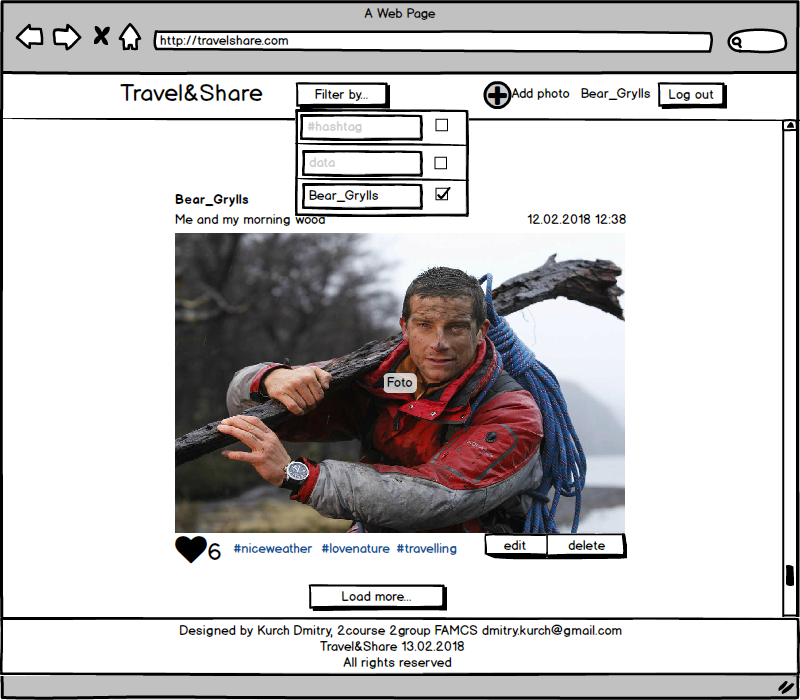 A Web Page
http://travelshare.com
Travel&Share
Filter by...
Add photo
Bear_Grylls
Log out
#hashtag
data
Bear_Grylls
Bear_Grylls
Me and my morning wood
12.02.2018 12:38
Foto
6
#niceweather #lovenature #travelling
edit
delete
Load more...
Designed by Kurch Dmitry, 2course 2group FAMCS dmitry.kurch@gmail.com
Travel&Share 13.02.2018
All rights reserved